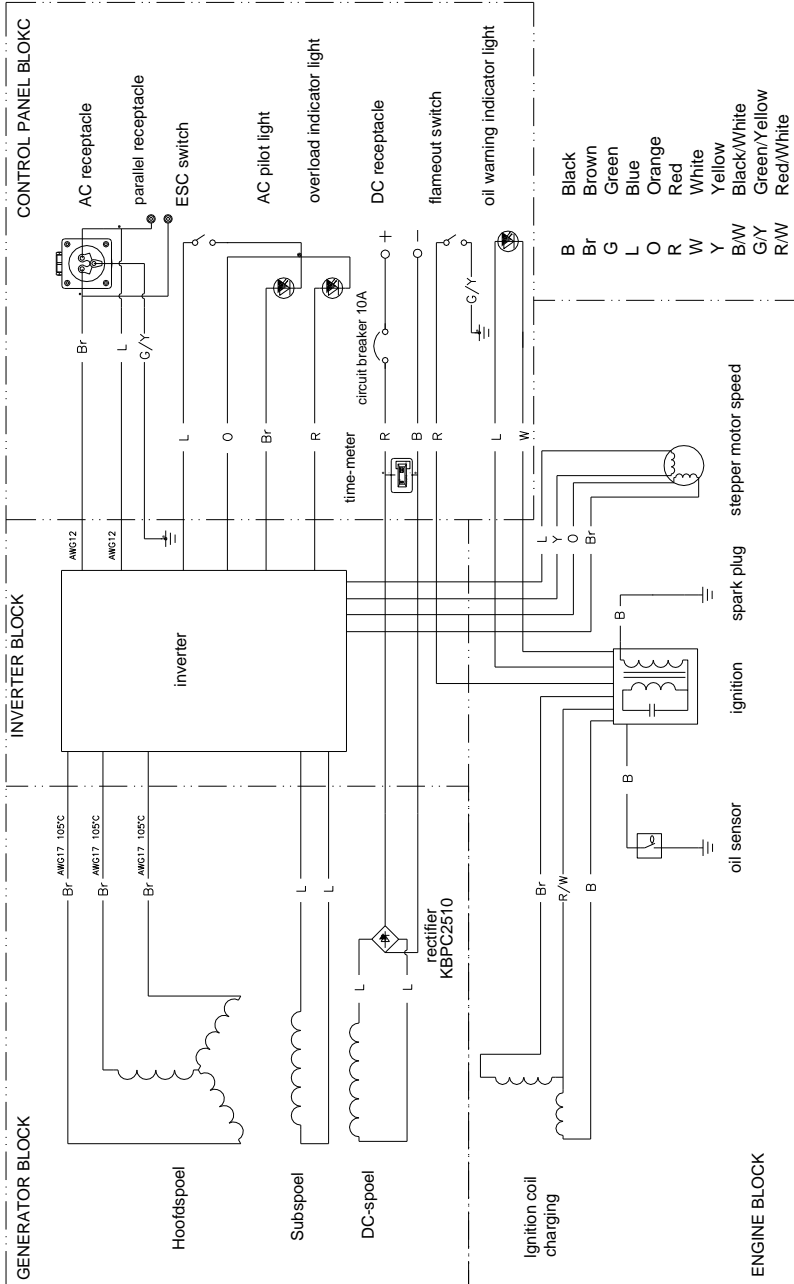 GENERATOR BLOCK
INVERTER BLOCK
CONTROL PANEL BLOKC
Hoofdspoel
Subspoel
DC-spoel
Br
AWG17 105°C
Br
AWG17 105°C
Br
AWG17 105°C
L
L
L
L
rectifier
KBPC2510
inverter
AWG12
AWG12
Br
L
G/Y
L
O
Br
R
R
B
R
L
W
time-meter
circuit breaker 10A
+
−
G/Y
AC receptacle
parallel receptacle
ESC switch
AC pilot light
overload indicator light
DC receptacle
flameout switch
oil warning indicator light
ENGINE BLOCK
Ignition coil
charging
Br
R/W
B
B
oil sensor
ignition
B
spark plug
L
Y
O
Br
stepper motor speed
B Black
Br Brown
G Green
L Blue
O Orange
R Red
W White
Y Yellow
B/W Black/White
G/Y Green/Yellow
R/W Red/White